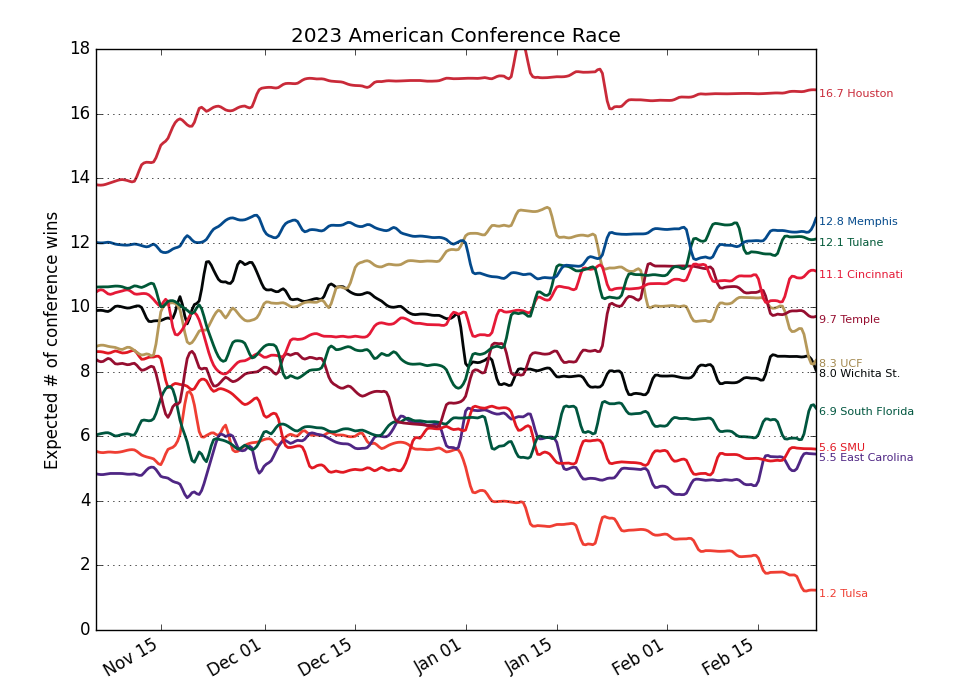 2023 American Conference Race
Expected # of conference wins
18
16
14
12
10
8
6
4
2
0
Nov 15
Dec 01
Dec 15
Jan 01
Jan 15
Feb 01
Feb 15
16.7 Houston
12.8 Memphis
12.1 Tulane
11.1 Cincinnati
9.7 Temple
8.3 UCF
8.0 Wichita St.
6.9 South Florida
5.6 SMU
5.5 East Carolina
1.2 Tulsa